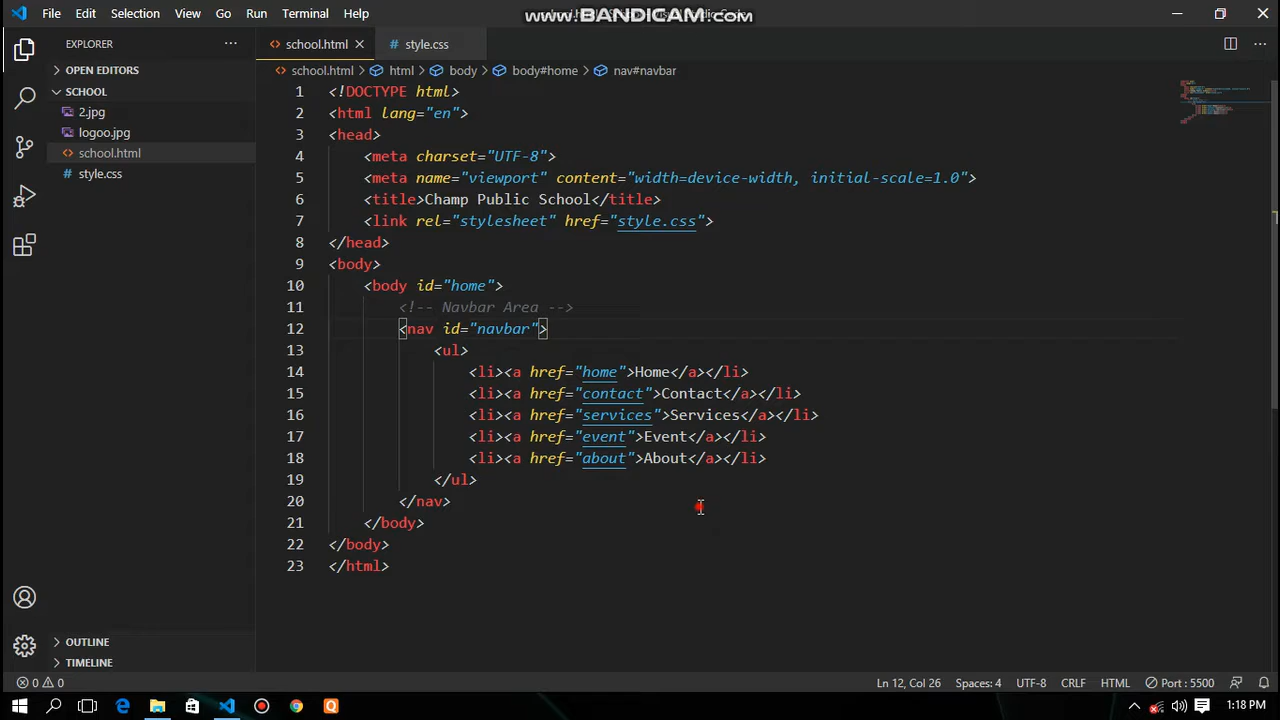 File Edit Selection View Go Run Terminal Help
www.BANDICAM.com
EXPLORER
school.html
style.css
OPEN EDITORS
school.html > html > body > body#home > nav#navbar
SCHOOL
2.jpg
logoo.jpg
school.html
style.css
1 <!DOCTYPE html>
2 <html lang="en">
3 <head>
4 <meta charset="UTF-8">
5 <meta name="viewport" content="width=device-width, initial-scale=1.0">
6 <title>Champ Public School</title>
7 <link rel="stylesheet" href="style.css">
8 </head>
9 <body>
10 <body id="home">
11 <!-- Navbar Area -->
12 <nav id="navbar">
13 <ul>
14 <li><a href="home">Home</a></li>
15 <li><a href="contact">Contact</a></li>
16 <li><a href="services">Services</a></li>
17 <li><a href="event">Event</a></li>
18 <li><a href="about">About</a></li>
19 </ul>
20 </nav>
21 </body>
22 </body>
23 </html>
OUTLINE
TIMELINE
0 0
Ln 12, Col 26 Spaces: 4 UTF-8 CRLF HTML Port : 5500
1:18 PM